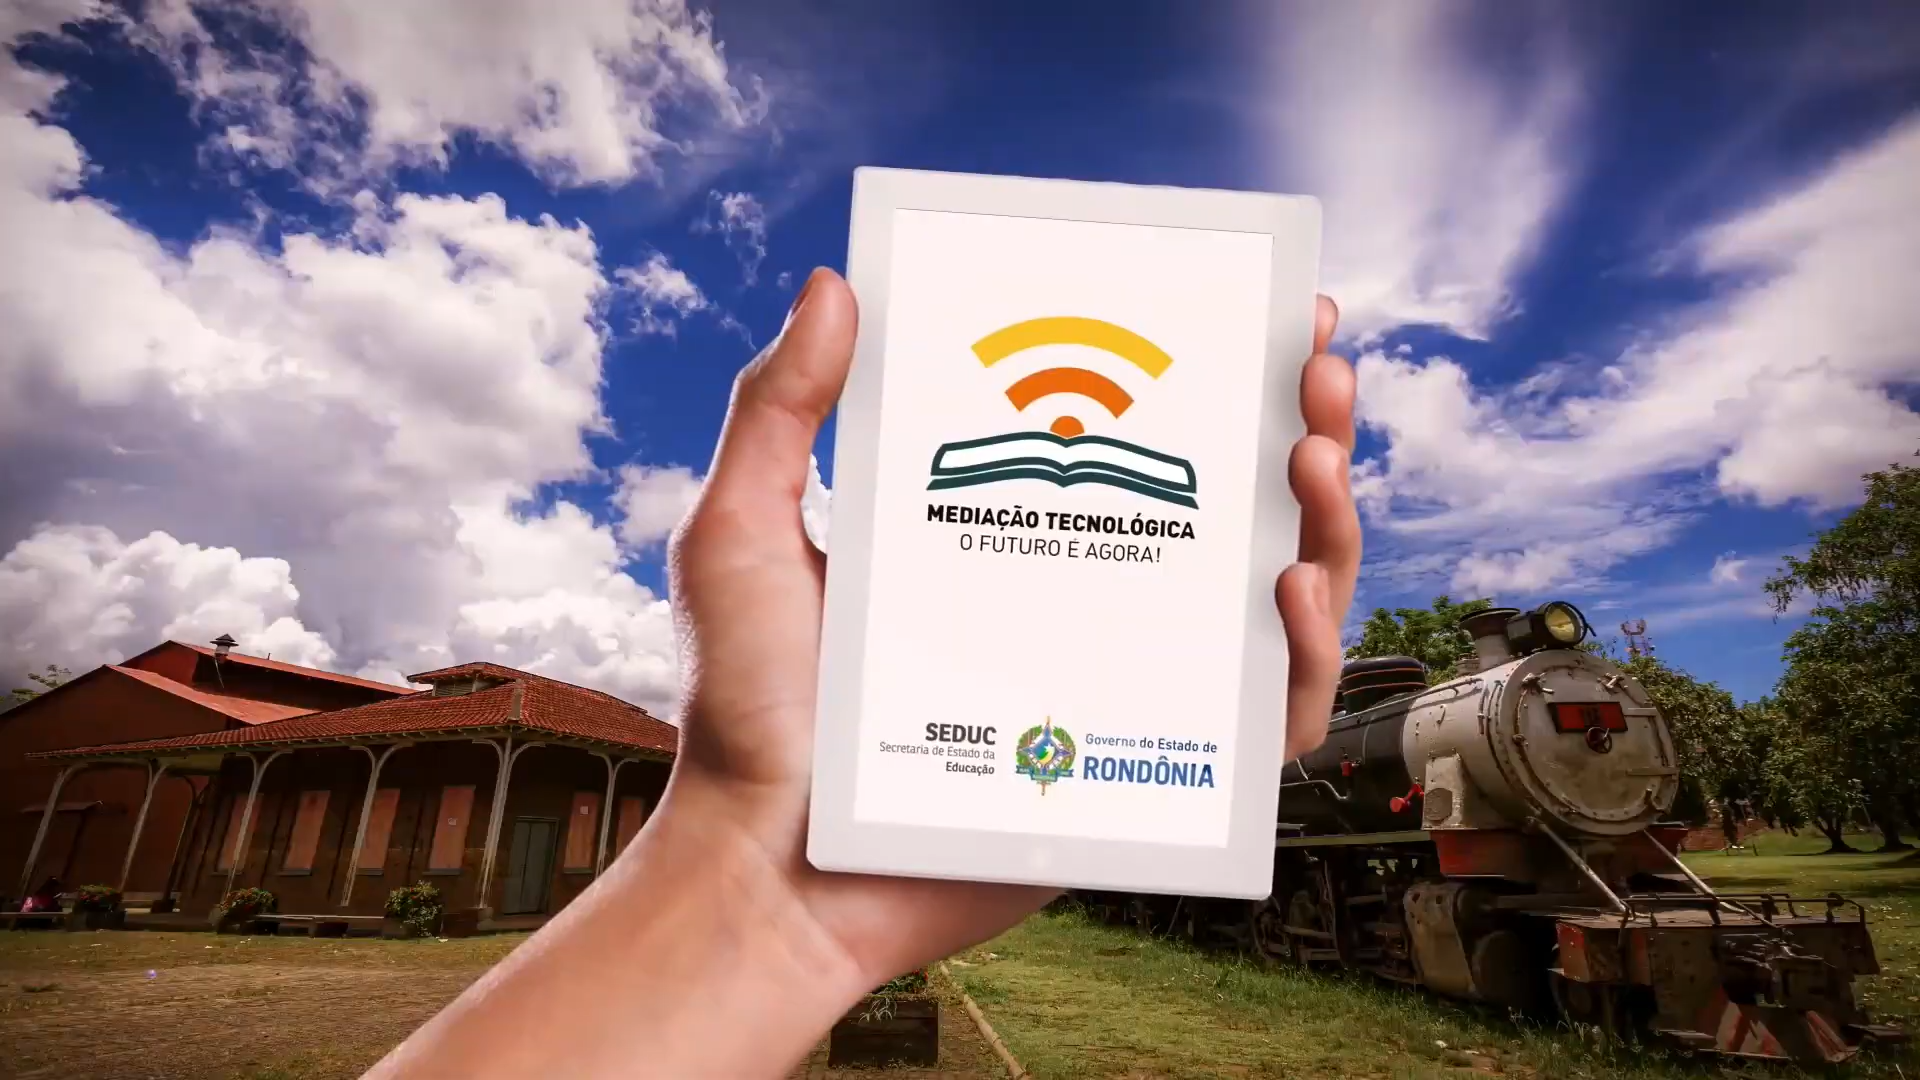 MEDIAÇÃO TECNOLÓGICA
O FUTURO É AGORA!
SEDUC
Secretaria de Estado da
Educação
Governo do Estado de
RONDÔNIA